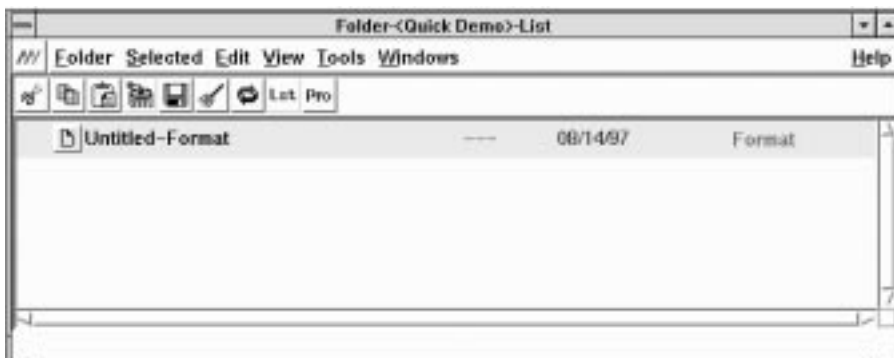 Folder-<Quick Demo>-List
Folder Selected Edit View Tools Windows Help
Lst Pro
Untitled-Format --- 08/14/97 Format